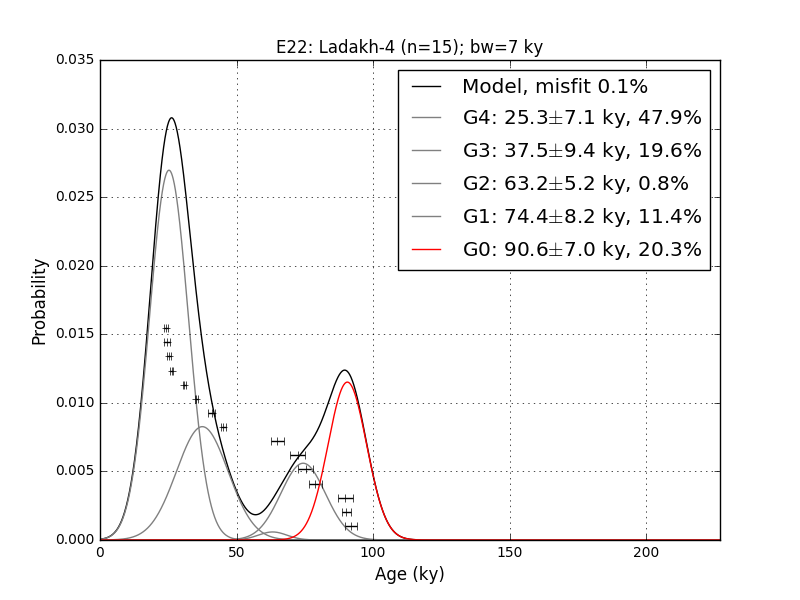 E22: Ladakh-4 (n=15); bw=7 ky
0.035
0.030
0.025
0.020
0.015
0.010
0.005
0.000
Probability
Model, misfit 0.1%
G4: 25.3±7.1 ky, 47.9%
G3: 37.5±9.4 ky, 19.6%
G2: 63.2±5.2 ky, 0.8%
G1: 74.4±8.2 ky, 11.4%
G0: 90.6±7.0 ky, 20.3%
0 50 100 150 200
Age (ky)